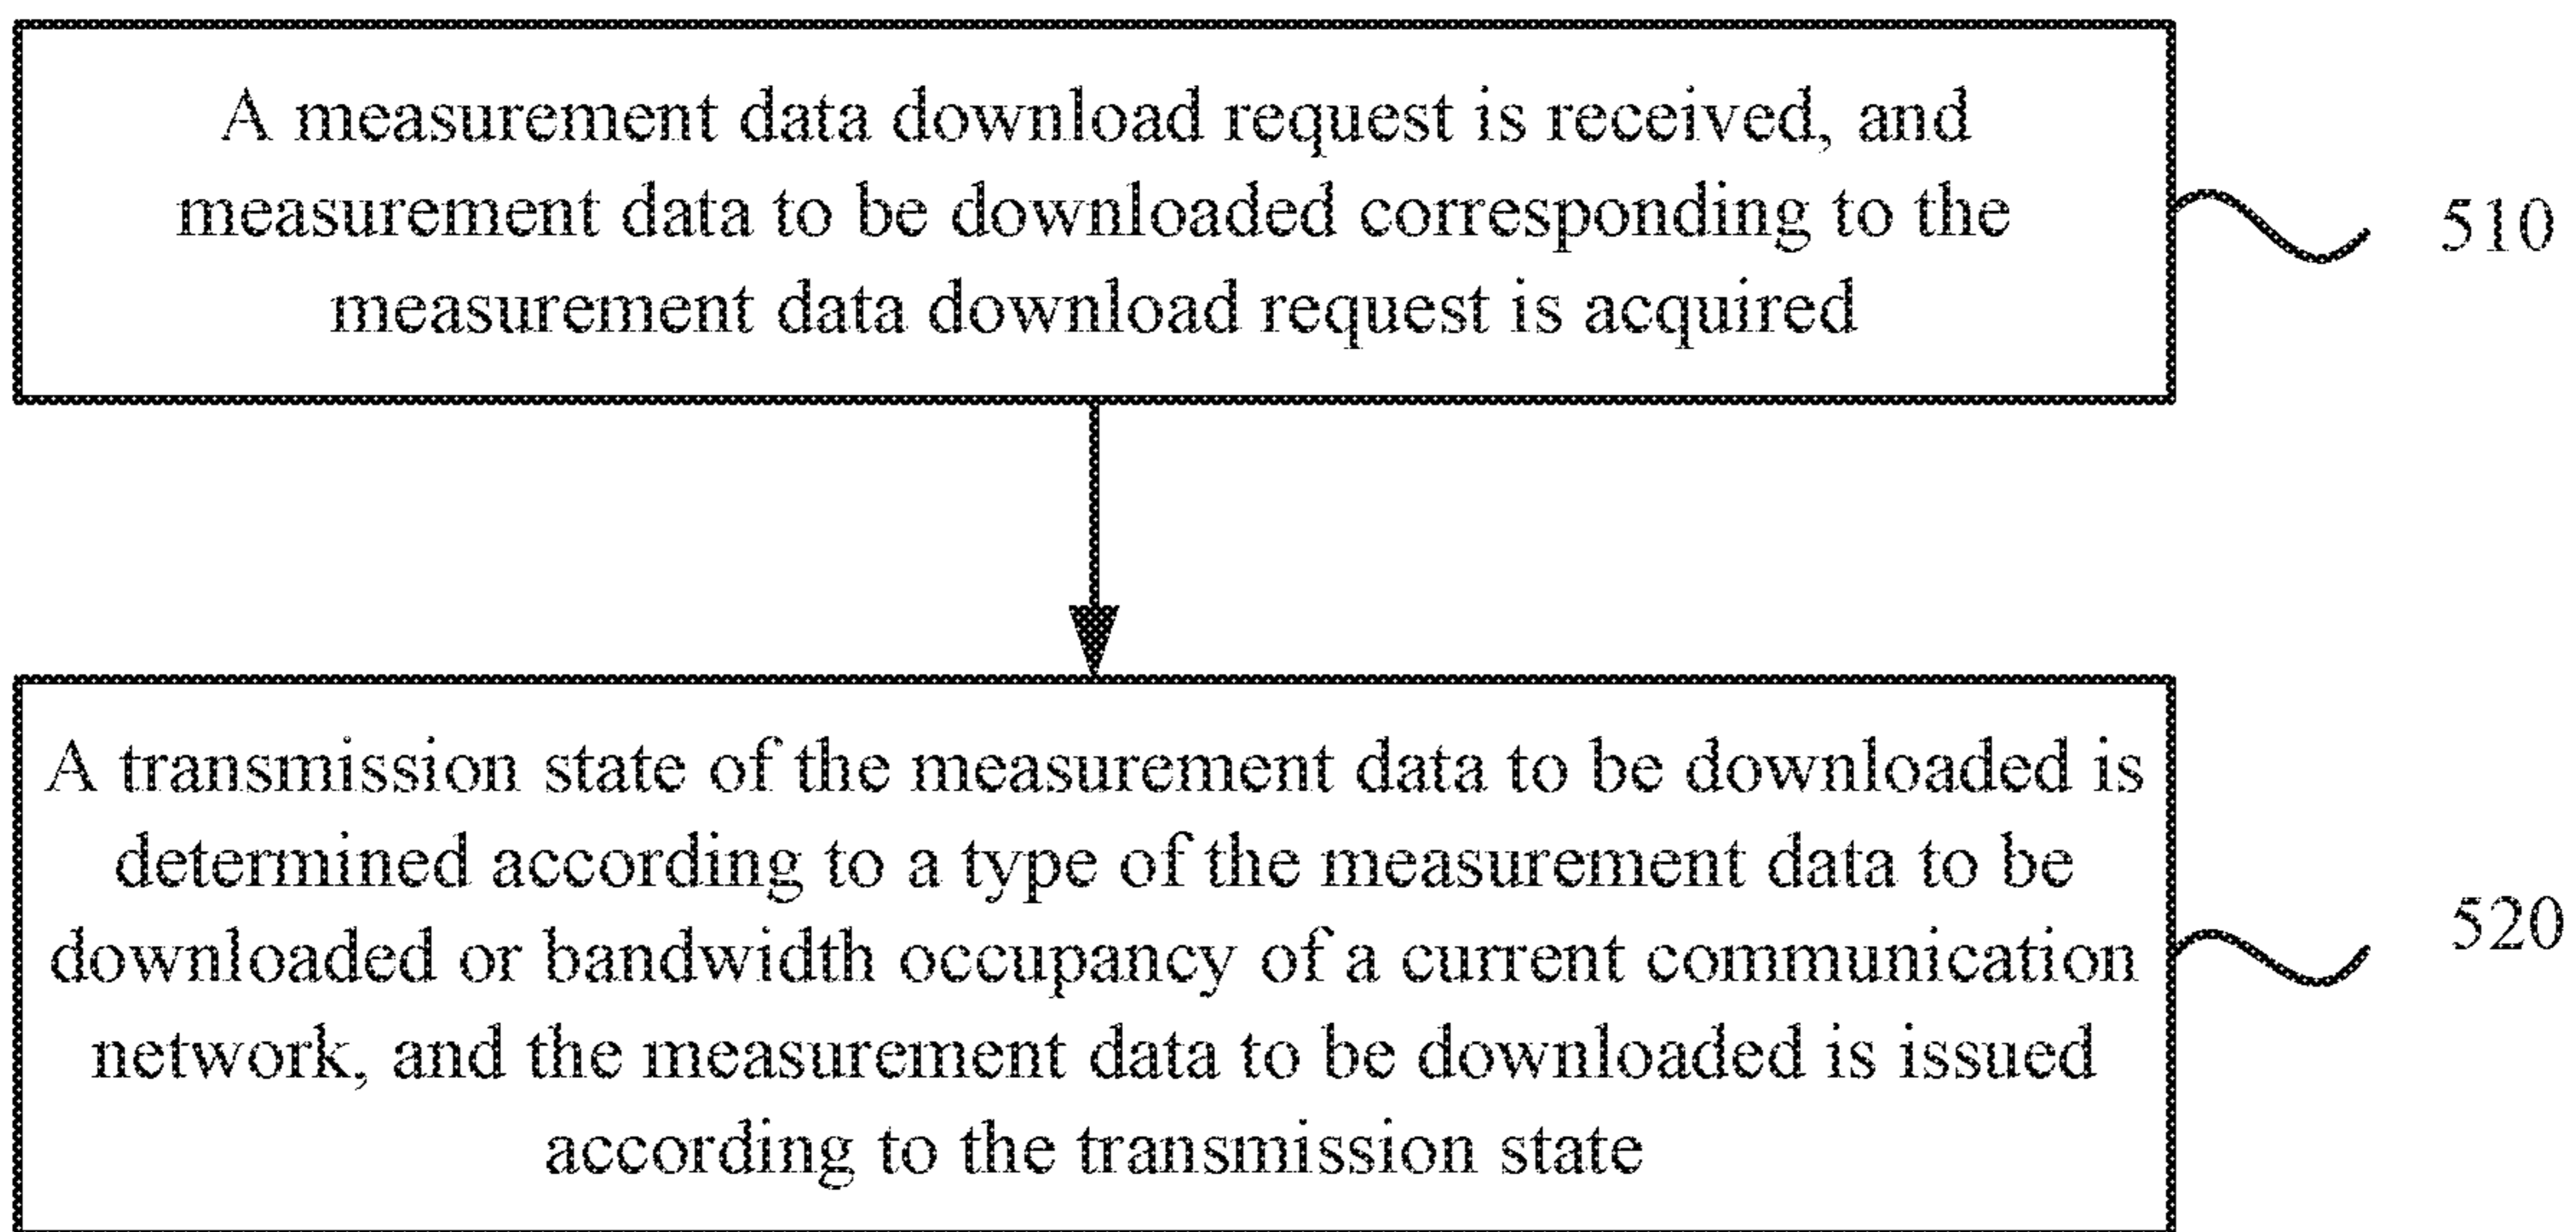 A measurement data download request is received, and
measurement data to be downloaded corresponding to the
measurement data download request is acquired
510
A transmission state of the measurement data to be downloaded is
determined according to a type of the measurement data to be
downloaded or bandwidth occupancy of a current communication
network, and the measurement data to be downloaded is issued
according to the transmission state
520